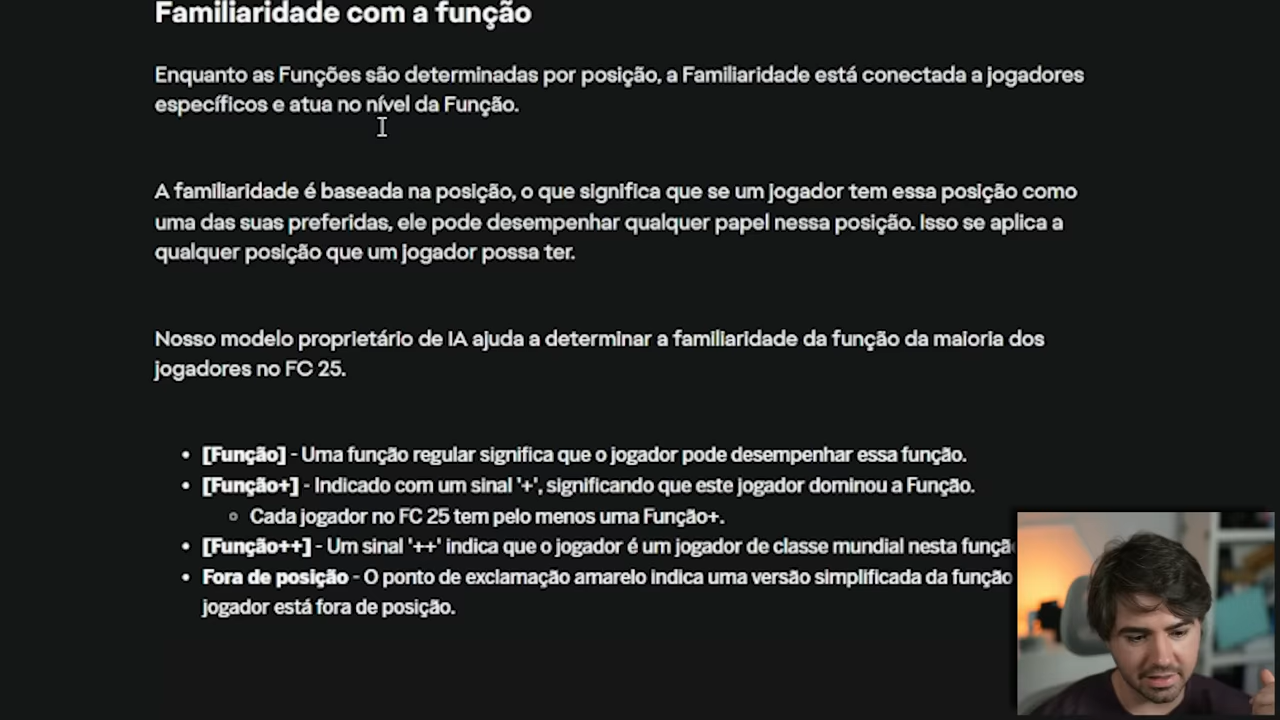 Familiaridade com a função
Enquanto as Funções são determinadas por posição, a Familiaridade está conectada a jogadores
específicos e atua no nível da Função.
A familiaridade é baseada na posição, o que significa que se um jogador tem essa posição como
uma das suas preferidas, ele pode desempenhar qualquer papel nessa posição. Isso se aplica a
qualquer posição que um jogador possa ter.
Nosso modelo proprietário de IA ajuda a determinar a familiaridade da função da maioria dos
jogadores no FC 25.
• [Função] - Uma função regular significa que o jogador pode desempenhar essa função.
• [Função+] - Indicado com um sinal '+', significando que este jogador dominou a Função.
◦ Cada jogador no FC 25 tem pelo menos uma Função+.
• [Função++] - Um sinal '++' indica que o jogador é um jogador de classe mundial nesta
• Fora de posição - O ponto de exclamação amarelo indica uma versão simplificada da função
jogador está fora de posição.